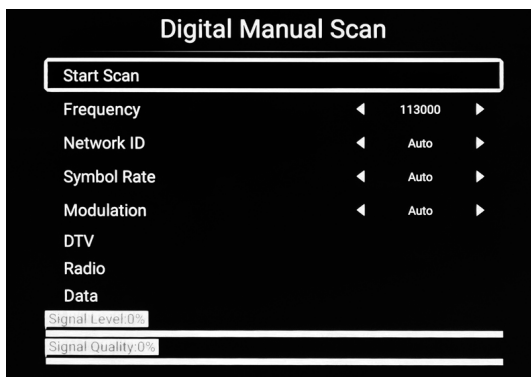 Digital Manual Scan
Start Scan
Frequency 113000
Network ID Auto
Symbol Rate Auto
Modulation Auto
DTV
Radio
Data
Signal Level:0%
Signal Quality:0%